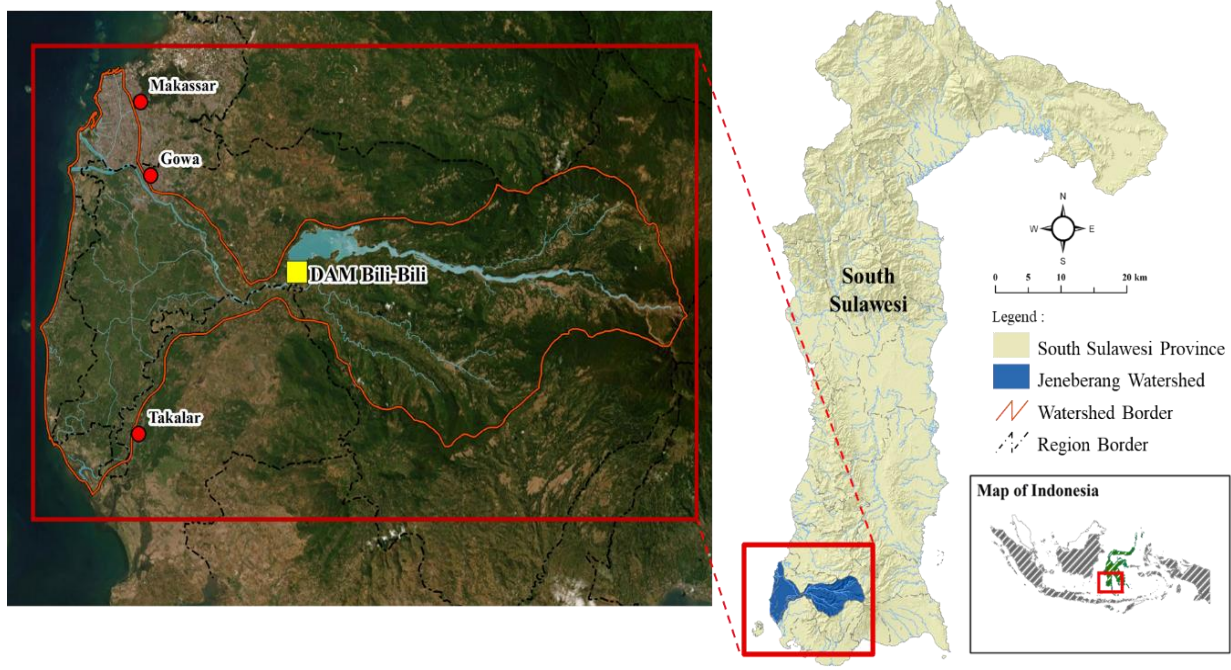 Makassar
Gowa
DAM Bili-Bili
Takalar
South
Sulawesi
N
W
E
S
0 5 10 20 km
Legend :
South Sulawesi Province
Jeneberang Watershed
Watershed Border
Region Border
Map of Indonesia